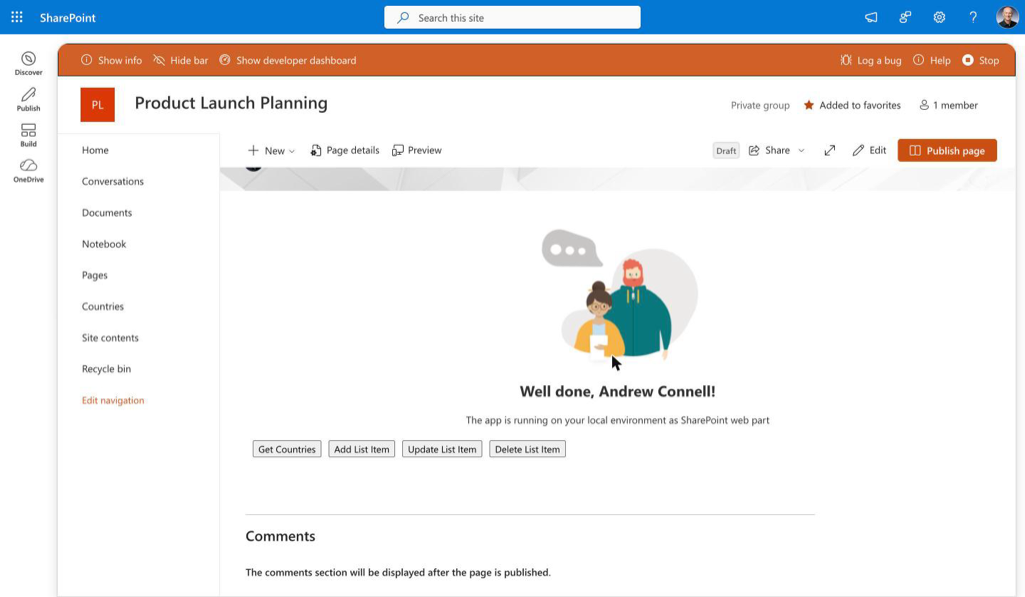 SharePoint
Search this site
Discover
Publish
Build
OneDrive
Show info Hide bar Show developer dashboard
Log a bug Help Stop
PL
Product Launch Planning
Private group Added to favorites 1 member
Home
Conversations
Documents
Notebook
Pages
Countries
Site contents
Recycle bin
Edit navigation
New Page details Preview
Draft Share Edit Publish page
Well done, Andrew Connell!
The app is running on your local environment as SharePoint web part
Get Countries Add List Item Update List Item Delete List Item
Comments
The comments section will be displayed after the page is published.